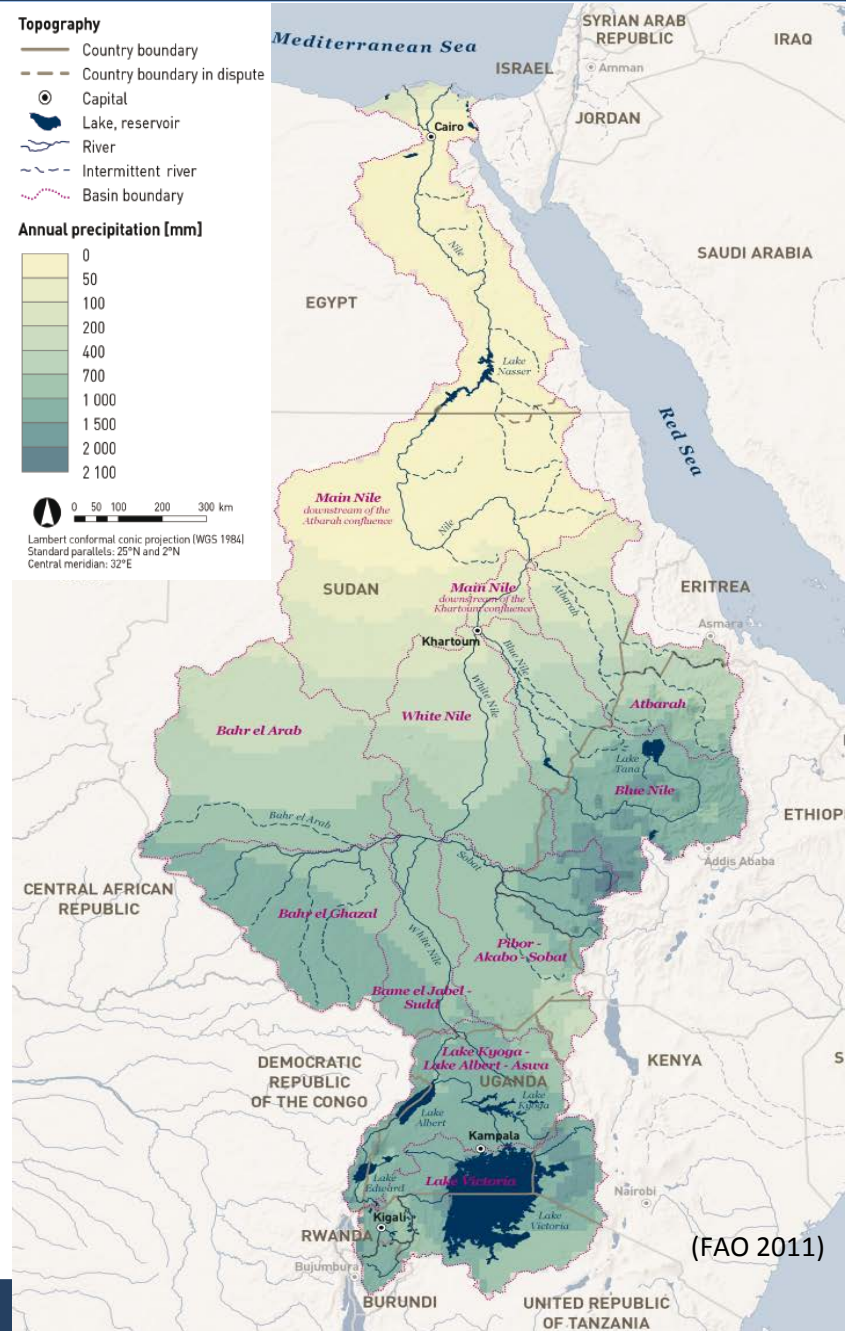 Topography
Country boundary
Country boundary in dispute
Capital
Lake, reservoir
River
Intermittent river
Basin boundary
Annual precipitation [mm]
0
50
100
200
400
700
1 000
1 500
2 000
2 100
0 50 100 200 300 km
Lambert conformal conic projection (WGS 1984)
Standard parallels: 25°N and 2°N
Central meridian: 32°E
Mediterranean Sea
SYRIAN ARAB
REPUBLIC
IRAQ
ISRAEL
Amman
JORDAN
Cairo
Nile
SAUDI ARABIA
EGYPT
Lake
Nasser
Red Sea
Main Nile
downstream of the
Atbarah confluence
Nile
SUDAN
Main Nile
downstream of the
Khartoum confluence
Atbarah
ERITREA
Asmara
Khartoum
Blue Nile
White Nile
Atbarah
Bahr el Arab
White Nile
Lake
Tana
Blue Nile
Bahr el Arab
ETHIOPI
Sobat
Addis Ababa
CENTRAL AFRICAN
REPUBLIC
Bahr el Ghazal
White Nile
Pibor -
Akabo - Sobat
Bame el Jabel -
Sudd
Lake Kyoga -
Lake Albert - Aswa
DEMOCRATIC
REPUBLIC
OF THE CONGO
UGANDA
KENYA
S
Lake
Kyoga
Lake
Albert
Kampala
Lake
Edward
Lake Victoria
Nairobi
Kigali
Lake
Victoria
RWANDA
(FAO 2011)
Bujumbura
BURUNDI
UNITED REPUBLIC
OF TANZANIA